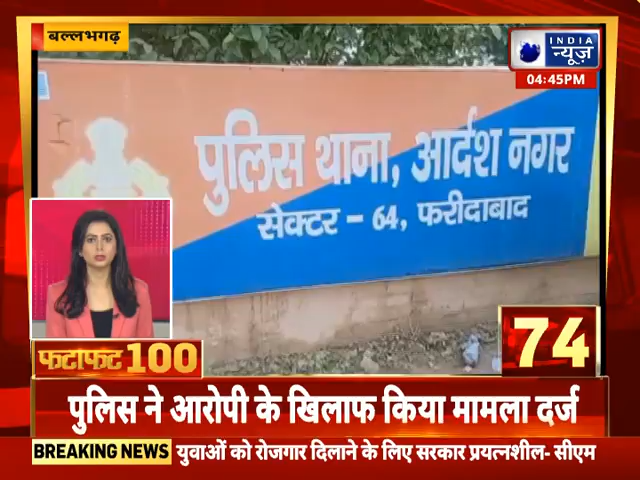 बल्लभगढ़
INDIA
न्यूज़
04:45PM
पुलिस थाना, आर्दश नगर
सेक्टर - 64, फरीदाबाद
फटाफट 100
74
पुलिस ने आरोपी के खिलाफ किया मामला दर्ज
BREAKING NEWS युवाओं को रोजगार दिलाने के लिए सरकार प्रयत्नशील- सीएम